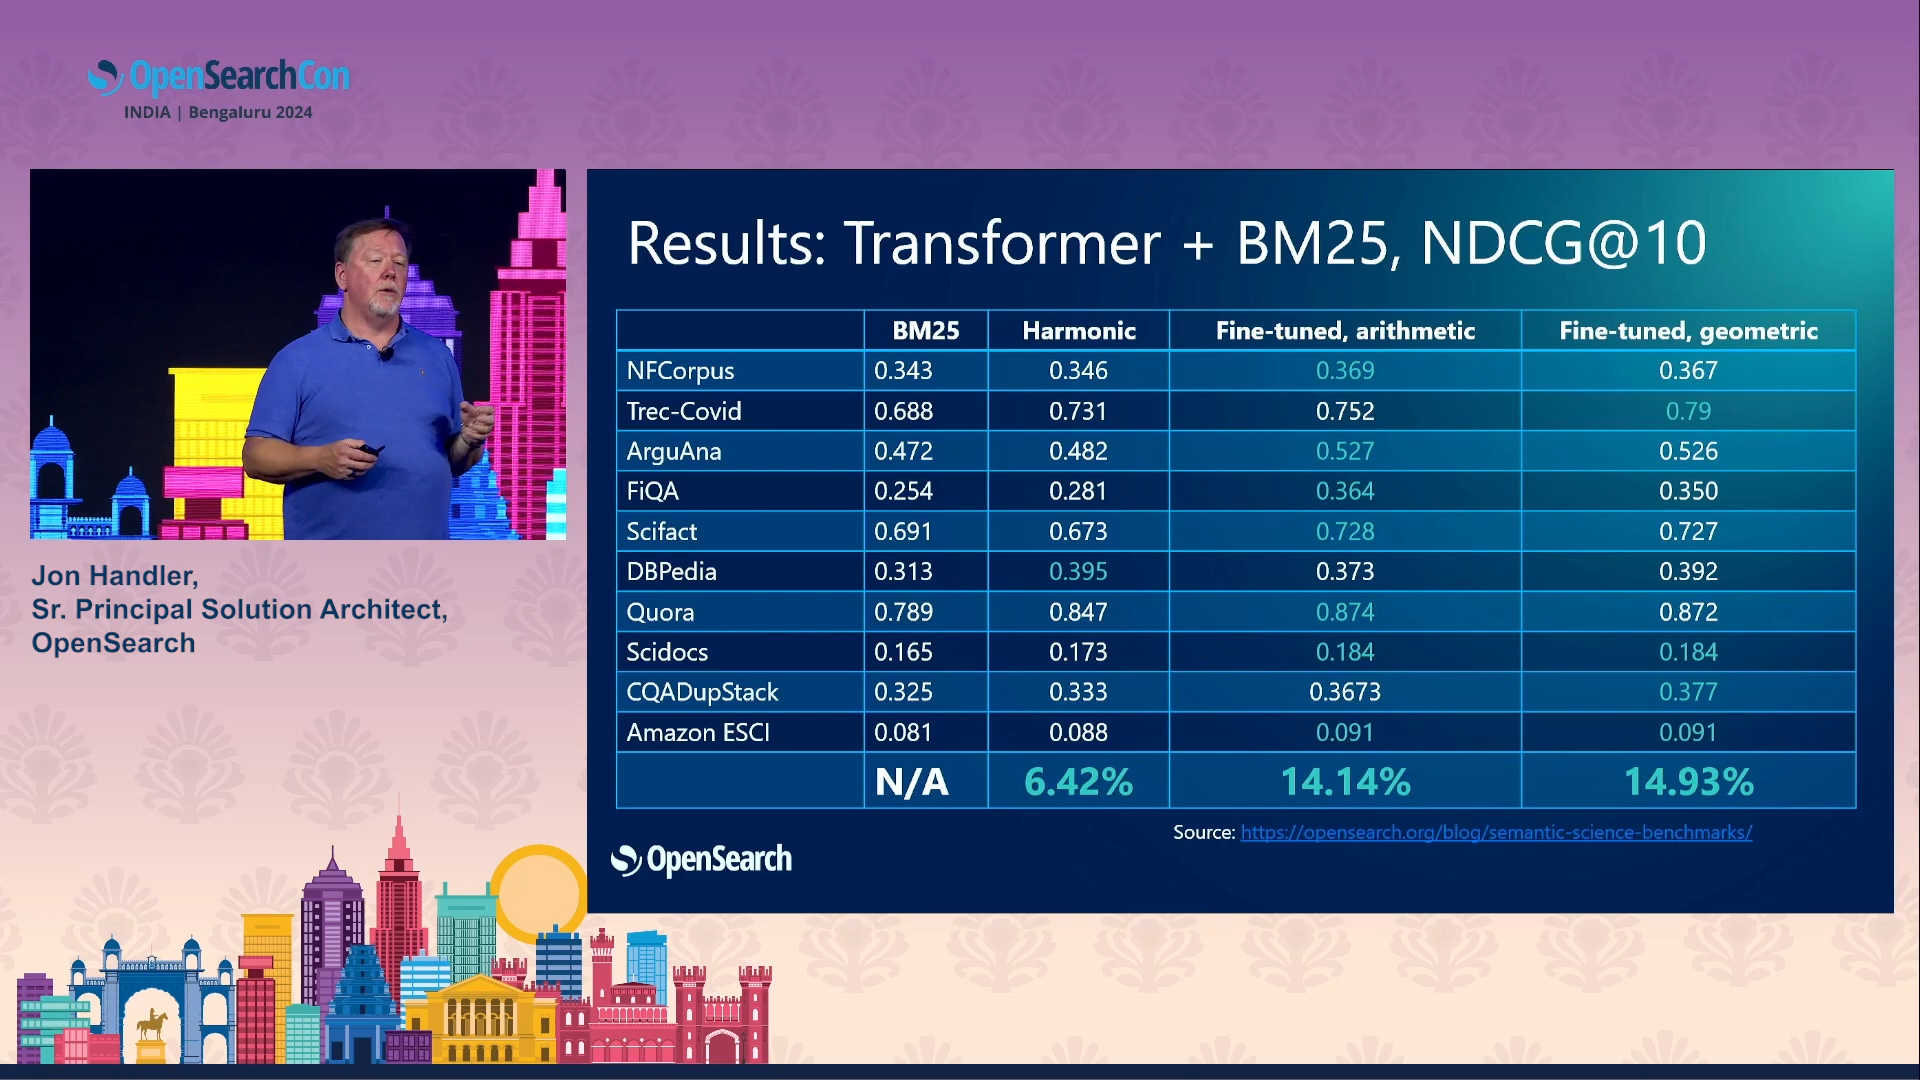 OpenSearchCon
INDIA | Bengaluru 2024
Jon Handler,
Sr. Principal Solution Architect,
OpenSearch
Results: Transformer + BM25, NDCG@10
BM25 Harmonic Fine-tuned, arithmetic Fine-tuned, geometric
NFCorpus 0.343 0.346 0.369 0.367
Trec-Covid 0.688 0.731 0.752 0.79
ArguAna 0.472 0.482 0.527 0.526
FiQA 0.254 0.281 0.364 0.350
Scifact 0.691 0.673 0.728 0.727
DBPedia 0.313 0.395 0.373 0.392
Quora 0.789 0.847 0.874 0.872
Scidocs 0.165 0.173 0.184 0.184
CQADupStack 0.325 0.333 0.3673 0.377
Amazon ESCI 0.081 0.088 0.091 0.091
N/A 6.42% 14.14% 14.93%
Source: https://opensearch.org/blog/semantic-science-benchmarks/
OpenSearch